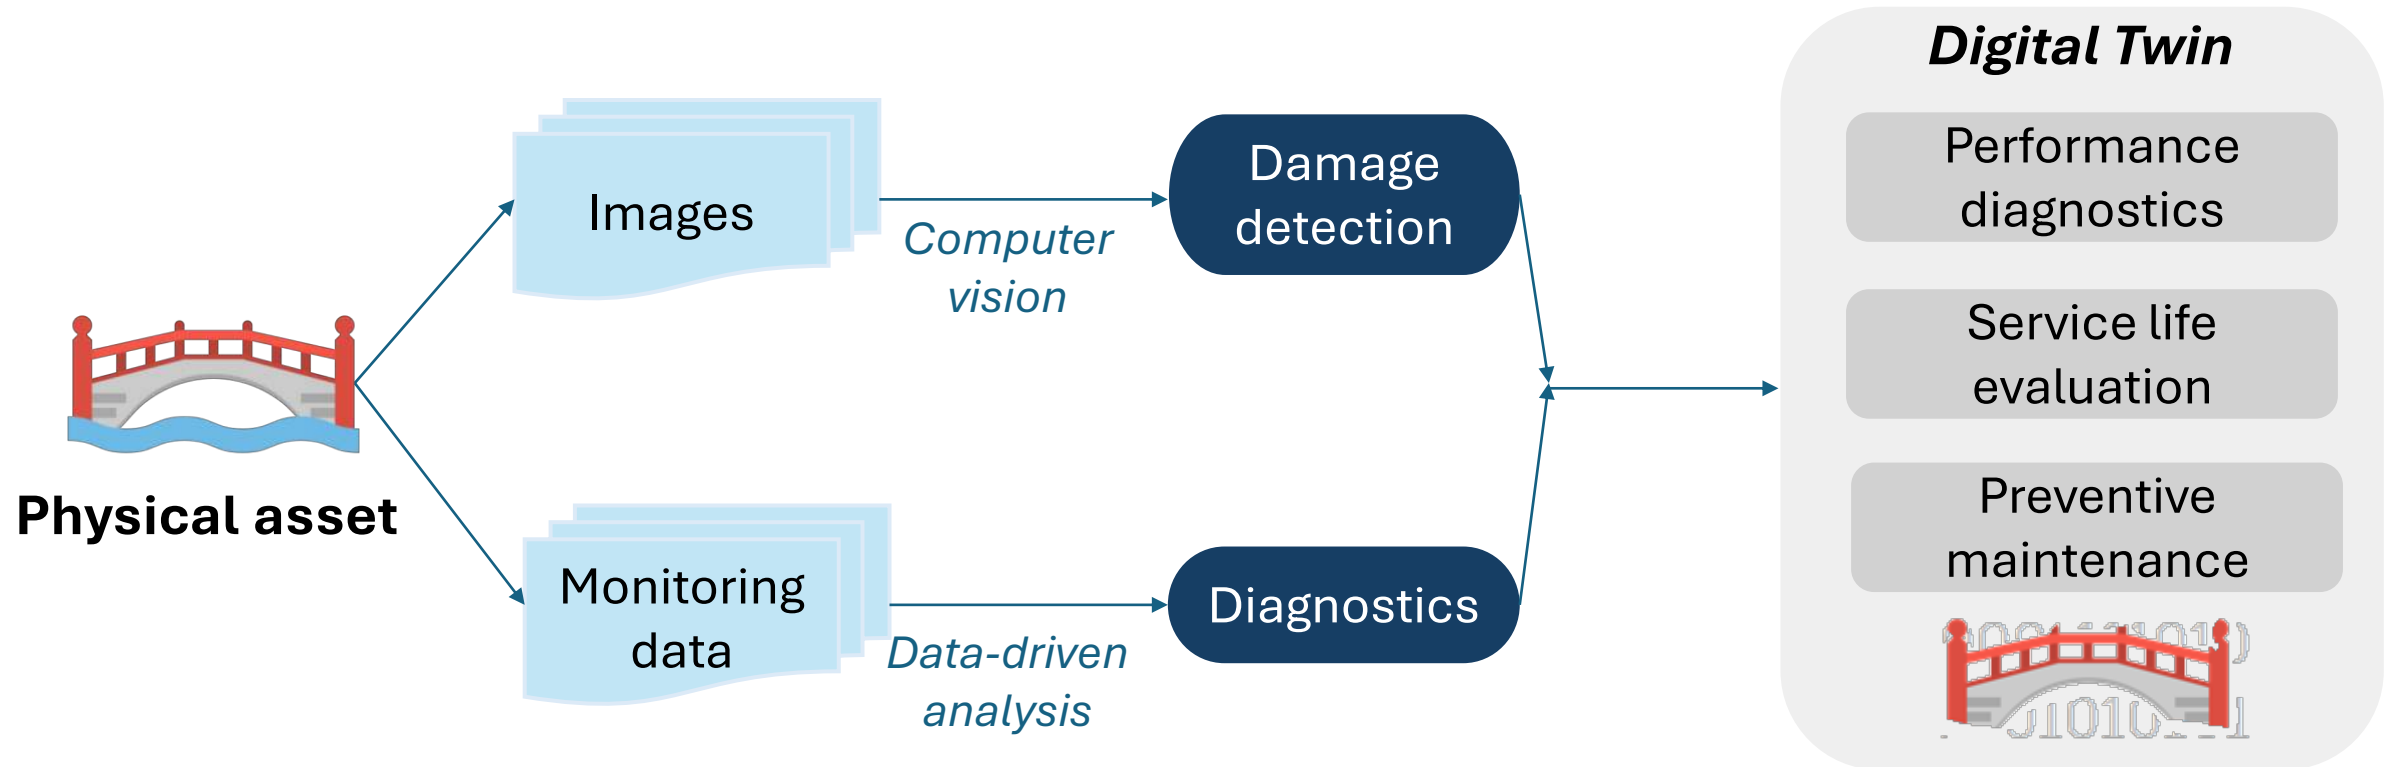 Digital Twin
Images
Computer
vision
Damage
detection
Performance
diagnostics
Service life
evaluation
Physical asset
Monitoring
data
Data-driven
analysis
Diagnostics
Preventive
maintenance